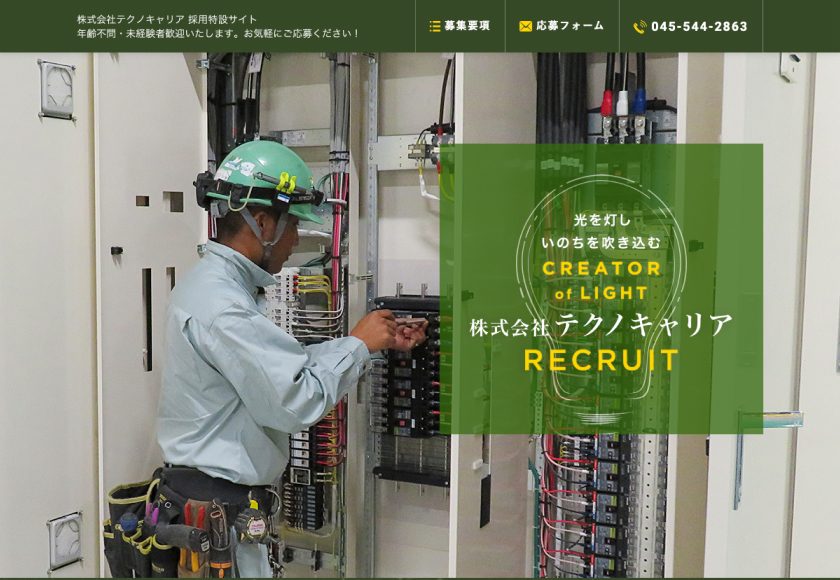 株式会社テクノキャリア 採用特設サイト
年齢不問・未経験者歓迎いたします。お気軽にご応募ください！
募集要項
応募フォーム
045-544-2863
光を灯し
いのちを吹き込む
CREATOR
of LIGHT
株式会社テクノキャリア
RECRUIT